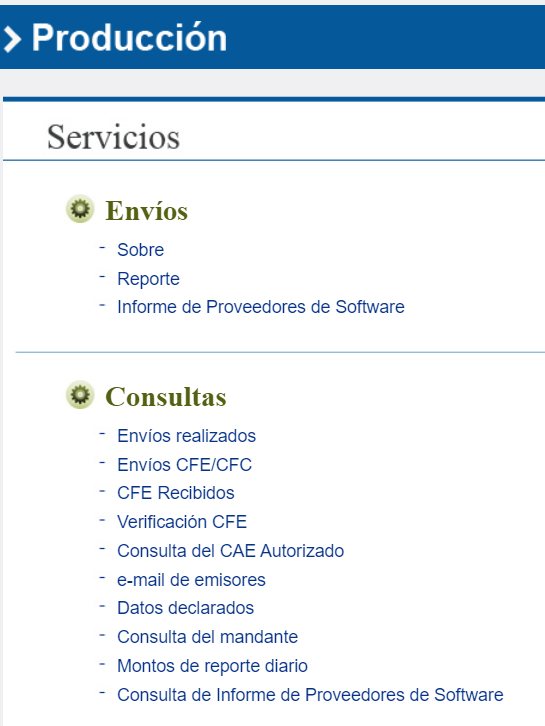 Producción
Servicios
Envíos
- Sobre
- Reporte
- Informe de Proveedores de Software
Consultas
- Envíos realizados
- Envíos CFE/CFC
- CFE Recibidos
- Verificación CFE
- Consulta del CAE Autorizado
- e-mail de emisores
- Datos declarados
- Consulta del mandante
- Montos de reporte diario
- Consulta de Informe de Proveedores de Software